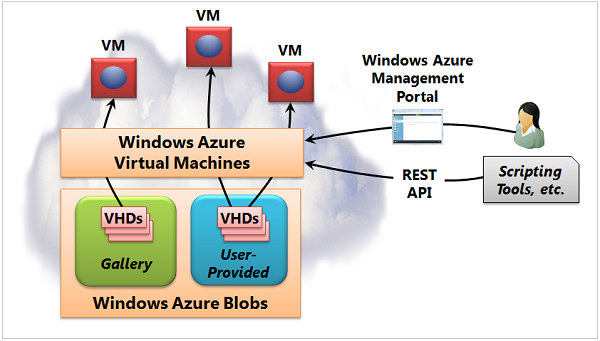 VM
VM
VM
Windows Azure
Management
Portal
Windows Azure
Virtual Machines
REST
API
Scripting
Tools, etc.
VHDs
Gallery
VHDs
User-
Provided
Windows Azure Blobs